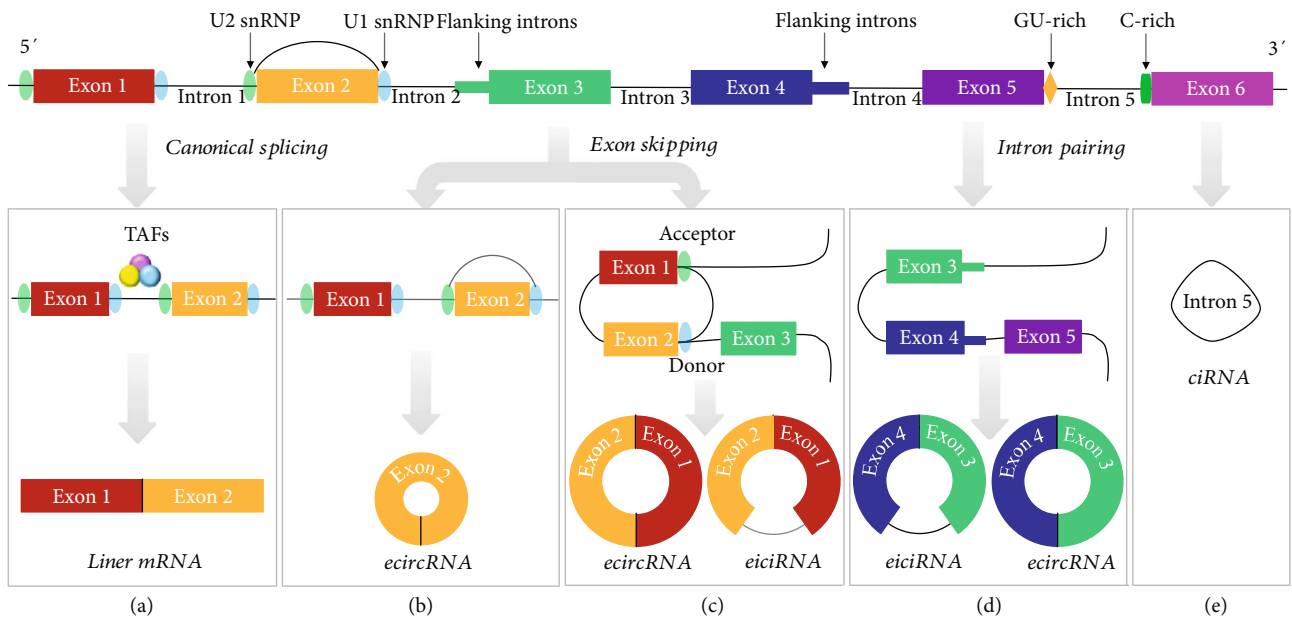 U2 snRNP
U1 snRNP
Flanking introns
Flanking introns
GU-rich
C-rich
5´
3´
Exon 1
Intron 1
Exon 2
Intron 2
Exon 3
Intron 3
Exon 4
Intron 4
Exon 5
Intron 5
Exon 6
Canonical splicing
Exon skipping
Intron pairing
TAFs
Exon 1
Exon 2
Exon 1
Exon 2
Liner mRNA
(a)
Exon 1
Exon 2
Exon 2
ecircRNA
(b)
Acceptor
Exon 1
Exon 2
Exon 3
Donor
Exon 2
Exon 1
Exon 2
Exon 1
ecircRNA
eiciRNA
(c)
Exon 3
Exon 4
Exon 5
Exon 4
Exon 3
Exon 4
Exon 3
eiciRNA
ecircRNA
(d)
Intron 5
ciRNA
(e)